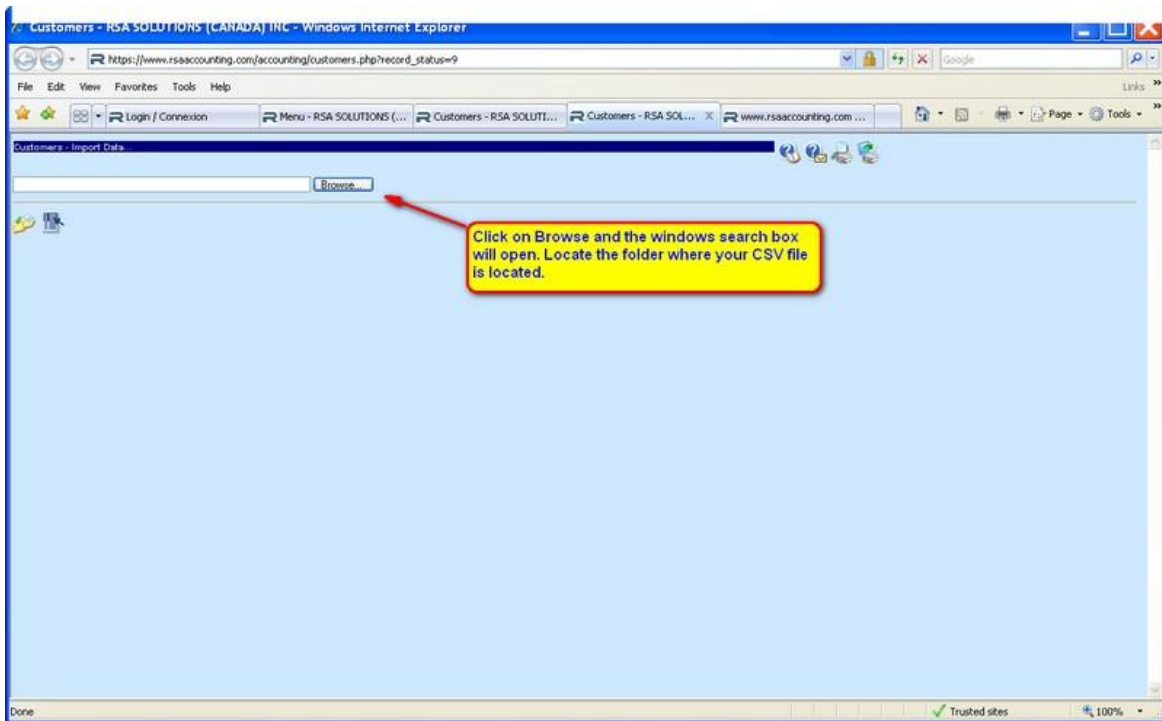 Customers - RSA SOLUTIONS (CANADA) INC - Windows Internet Explorer
https://www.rsaaccounting.com/accounting/customers.php?record_status=9
Google
File Edit View Favorites Tools Help
Links »
Login / Connexion
Menu - RSA SOLUTIONS (...
Customers - RSA SOLUTI...
Customers - RSA SOL...
www.rsaaccounting.com ...
Page
Tools
»
Customers - Import Data...
Browse...
Click on Browse and the windows search box
will open. Locate the folder where your CSV file
is located.
Done
Trusted sites
100%